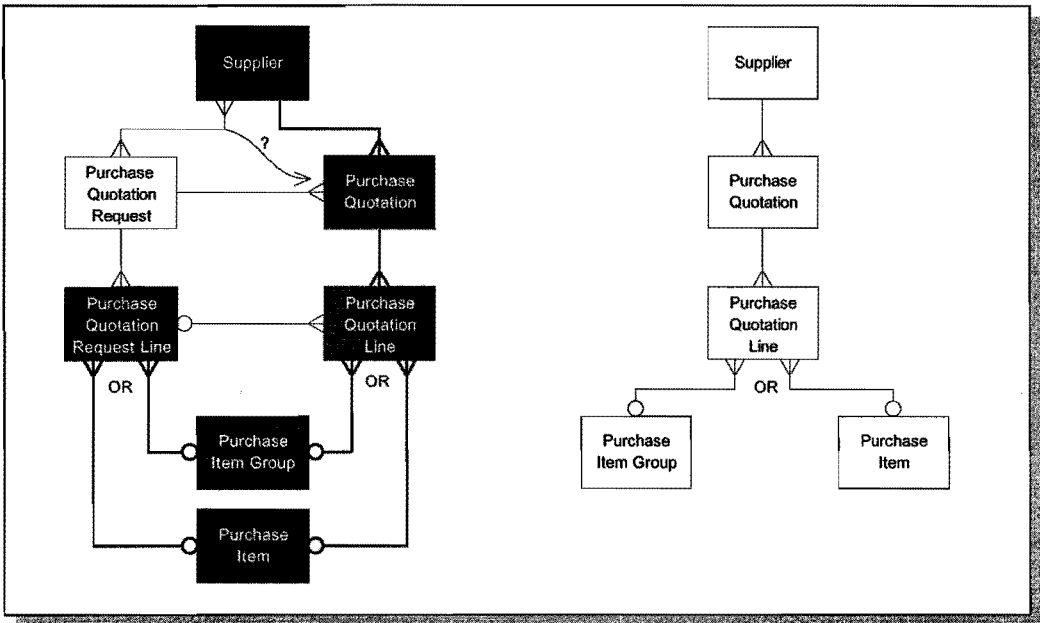 Supplier
?
Purchase
Quotation
Request
Purchase
Quotation
Purchase
Quotation
Request Line
Purchase
Quotation
Line
OR
OR
Purchase
Item Group
Purchase
Item
Supplier
Purchase
Quotation
Purchase
Quotation
Line
OR
Purchase
Item Group
Purchase
Item